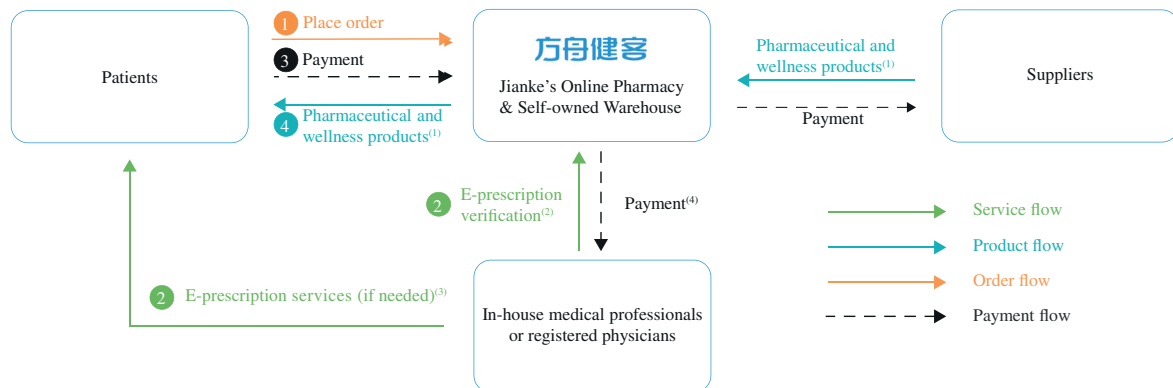 1 Place order
3 Payment
4 Pharmaceutical and
wellness products(1)
Patients
方舟健客
Jianke's Online Pharmacy
& Self-owned Warehouse
Pharmaceutical and
wellness products(1)
Payment
Suppliers
2 E-prescription
verification(2)
Payment(4)
2 E-prescription services (if needed)(3)
In-house medical professionals
or registered physicians
Service flow
Product flow
Order flow
Payment flow